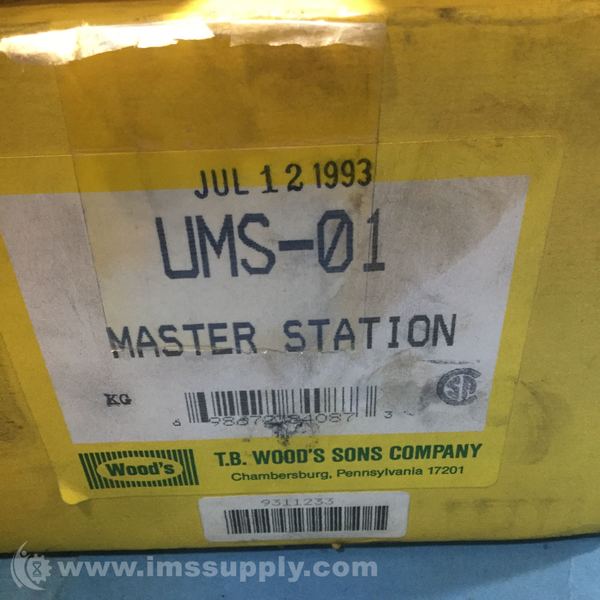 JUL 12 1993
UMS-01
MASTER STATION
KG
Wood's
T.B. WOOD'S SONS COMPANY
Chambersburg, Pennsylvania 17201
9311233
www.imssupply.com